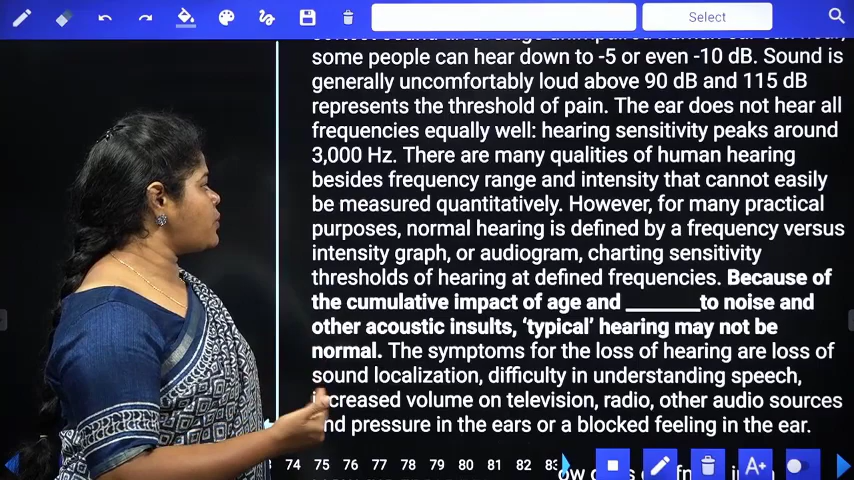 Select
some people can hear down to -5 or even -10 dB. Sound is
generally uncomfortably loud above 90 dB and 115 dB
represents the threshold of pain. The ear does not hear all
frequencies equally well: hearing sensitivity peaks around
3,000 Hz. There are many qualities of human hearing
besides frequency range and intensity that cannot easily
be measured quantitatively. However, for many practical
purposes, normal hearing is defined by a frequency versus
intensity graph, or audiogram, charting sensitivity
thresholds of hearing at defined frequencies. Because of
the cumulative impact of age and ________to noise and
other acoustic insults, ‘typical’ hearing may not be
normal. The symptoms for the loss of hearing are loss of
sound localization, difficulty in understanding speech,
increased volume on television, radio, other audio sources
and pressure in the ears or a blocked feeling in the ear.
74 75 76 77 78 79 80 81 82
A+